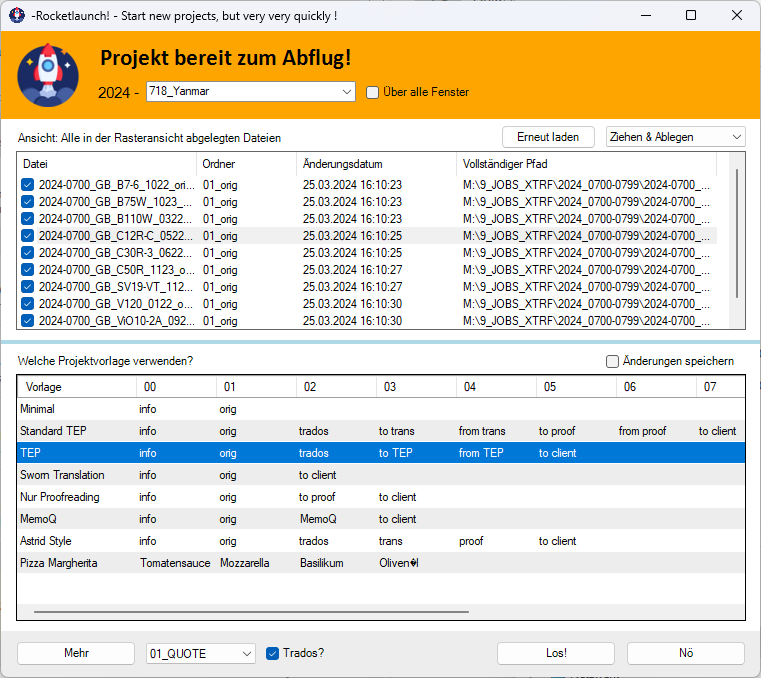 -Rocketlaunch! - Start new projects, but very very quickly !
Projekt bereit zum Abflug!
2024 - 718_Yanmar Über alle Fenster
Ansicht: Alle in der Rasteransicht abgelegten Dateien Erneut laden Ziehen & Ablegen
Datei Ordner Änderungsdatum Vollständiger Pfad
2024-0700_GB_B7-6_1022_ori... 01_orig 25.03.2024 16:10:23 M:\9_JOBS_XTRF\2024_0700-0799\2024-0700_...
2024-0700_GB_B75W_1023_... 01_orig 25.03.2024 16:10:23 M:\9_JOBS_XTRF\2024_0700-0799\2024-0700_...
2024-0700_GB_B110W_0322... 01_orig 25.03.2024 16:10:23 M:\9_JOBS_XTRF\2024_0700-0799\2024-0700_...
2024-0700_GB_C12R-C_0522... 01_orig 25.03.2024 16:10:25 M:\9_JOBS_XTRF\2024_0700-0799\2024-0700_...
2024-0700_GB_C30R-3_0622... 01_orig 25.03.2024 16:10:25 M:\9_JOBS_XTRF\2024_0700-0799\2024-0700_...
2024-0700_GB_C50R_1123_o... 01_orig 25.03.2024 16:10:27 M:\9_JOBS_XTRF\2024_0700-0799\2024-0700_...
2024-0700_GB_SV19-VT_112... 01_orig 25.03.2024 16:10:27 M:\9_JOBS_XTRF\2024_0700-0799\2024-0700_...
2024-0700_GB_V120_0122_o... 01_orig 25.03.2024 16:10:30 M:\9_JOBS_XTRF\2024_0700-0799\2024-0700_...
2024-0700_GB_ViO10-2A_092... 01_orig 25.03.2024 16:10:30 M:\9_JOBS_XTRF\2024_0700-0799\2024-0700_...
Welche Projektvorlage verwenden? Änderungen speichern
Vorlage 00 01 02 03 04 05 06 07
Minimal info orig
Standard TEP info orig trados to trans from trans to proof from proof to client
TEP info orig trados to TEP from TEP to client
Sworn Translation info orig to client
Nur Proofreading info orig to proof to client
MemoQ info orig MemoQ to client
Astrid Style info orig trados trans proof to client
Pizza Margherita Tomatensauce Mozzarella Basilikum Oliven�l
Mehr 01_QUOTE Trados? Los! Nö